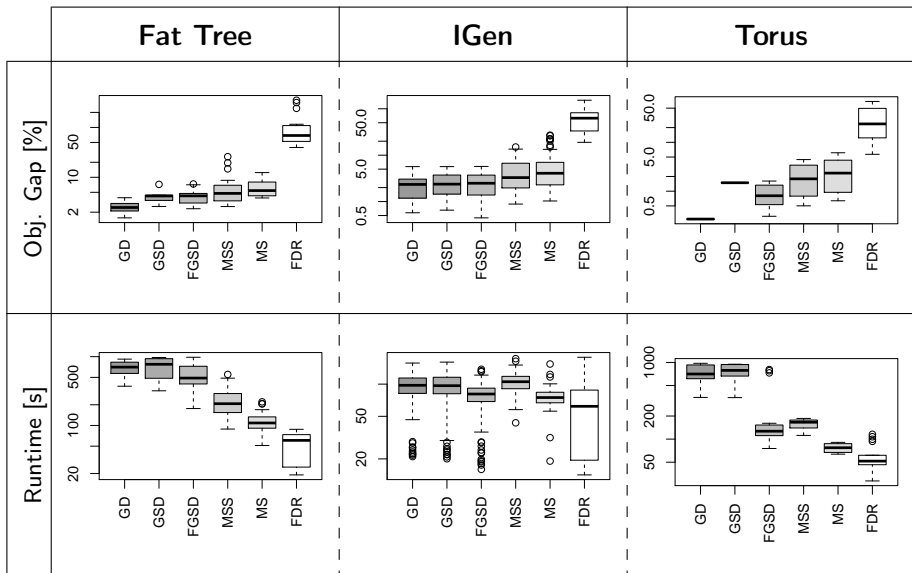 Fat Tree
IGen
Torus
Obj. Gap [%]
50
10
2
GD
GSD
FGSD
MSS
MS
FDR
50.0
5.0
0.5
GD
GSD
FGSD
MSS
MS
FDR
50.0
5.0
0.5
GD
GSD
FGSD
MSS
MS
FDR
Runtime [s]
500
100
20
GD
GSD
FGSD
MSS
MS
FDR
50
20
GD
GSD
FGSD
MSS
MS
FDR
1000
200
50
GD
GSD
FGSD
MSS
MS
FDR